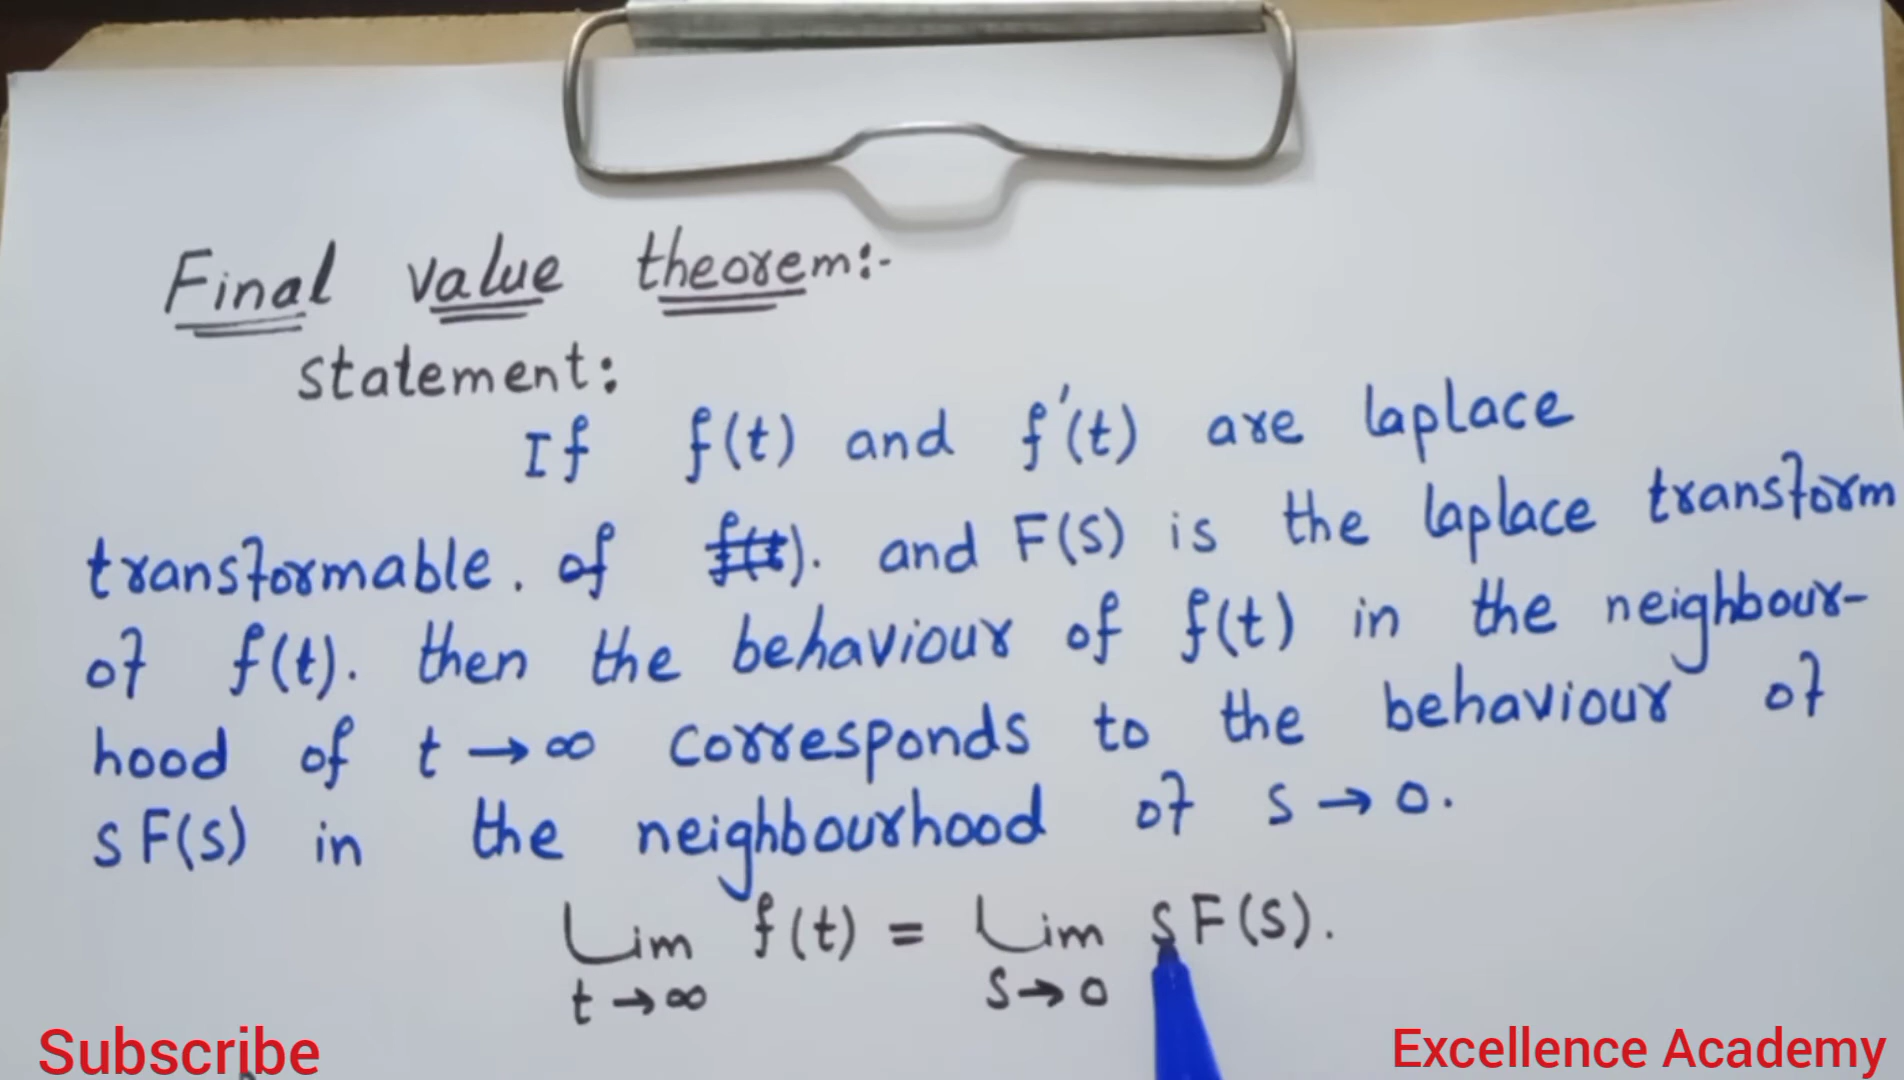 Final value theorem:-
statement:
If f(t) and f'(t) are laplace
transformable. of f(t). and F(S) is the laplace transform
of f(t). then the behaviour of f(t) in the neighbour-
hood of t → ∞ corresponds to the behaviour of
sF(s) in the neighbourhood of s → 0.
Lim f(t) = Lim sF(s).
t → ∞ s → 0
Subscribe Excellence Academy